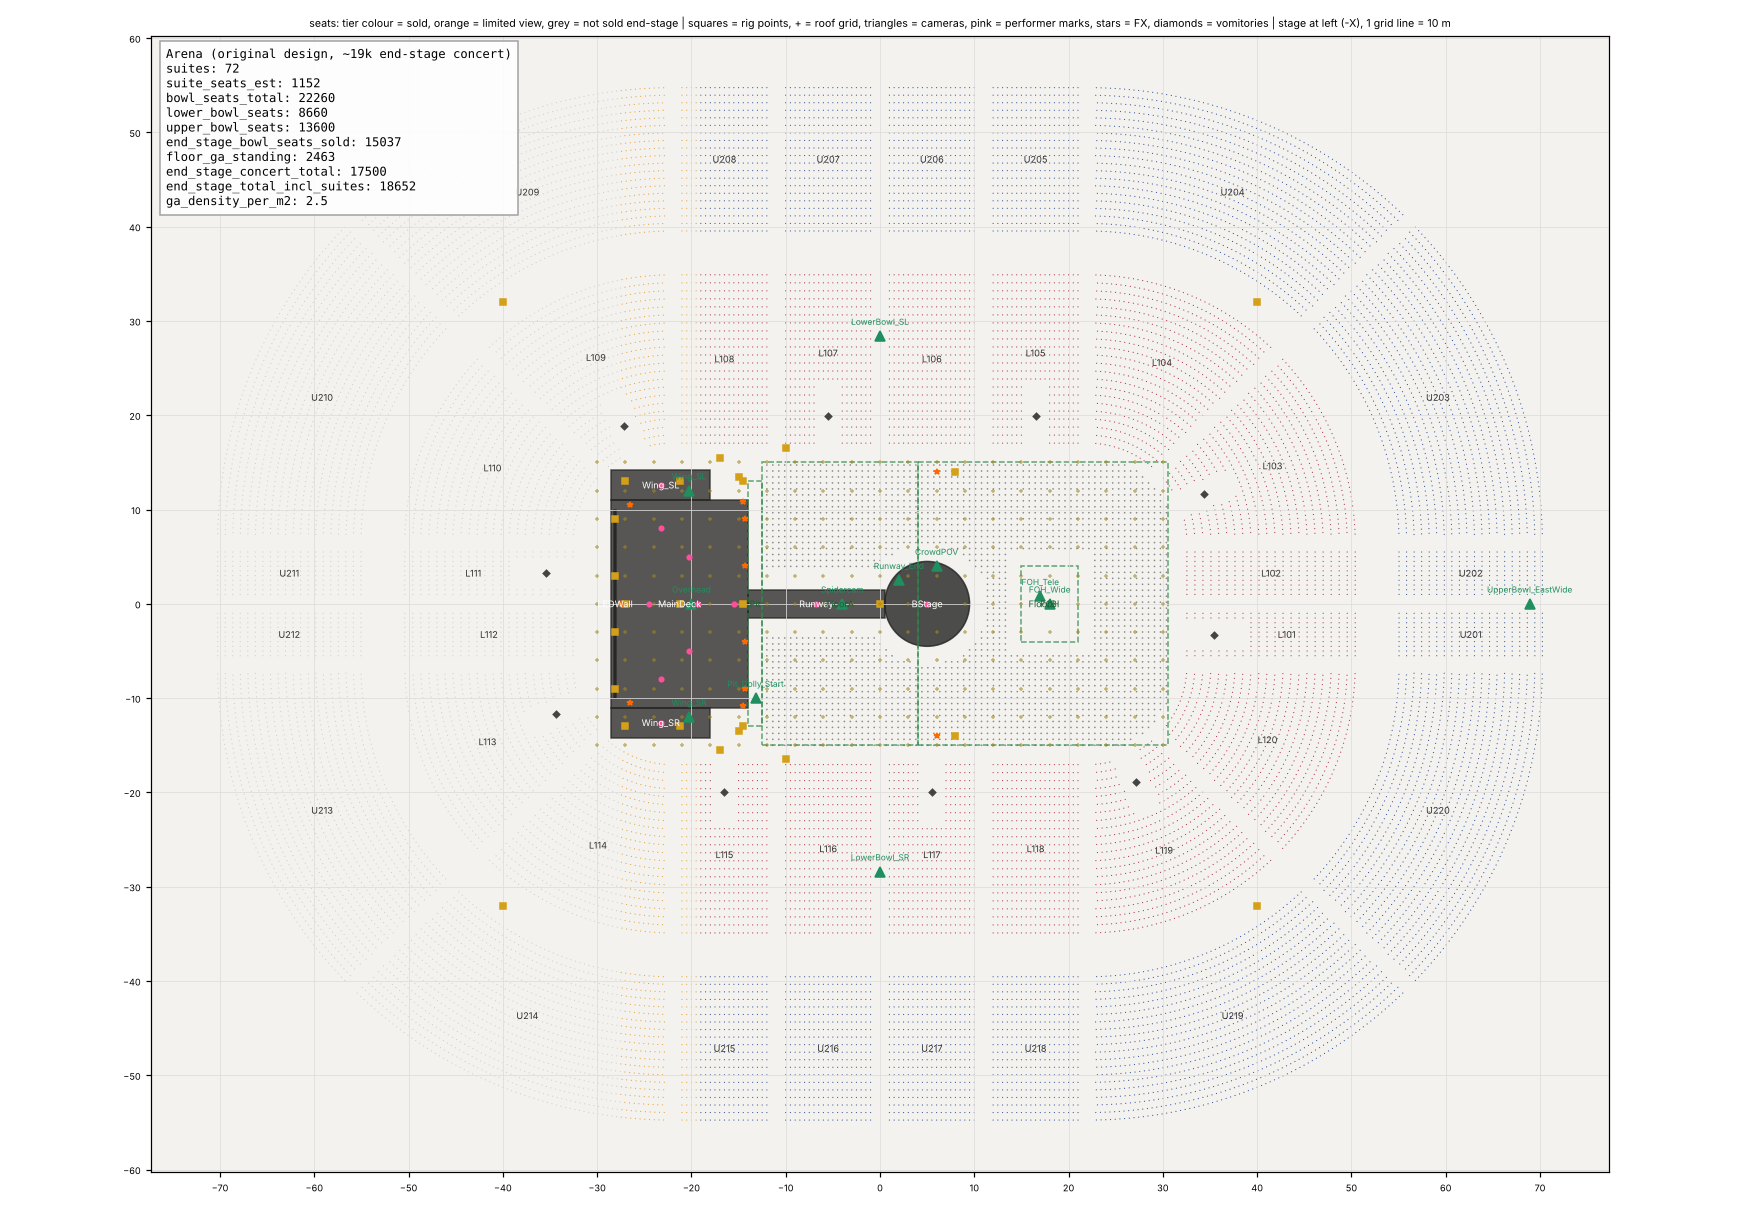 seats: tier colour = sold, orange = limited view, grey = not sold end-stage | squares = rig points, + = roof grid, triangles = cameras, pink = performer marks, stars = FX, diamonds = vomitories | stage at left (-X), 1 grid line = 10 m
Arena (original design, ~19k end-stage concert)
suites: 72
suite_seats_est: 1152
bowl_seats_total: 22260
lower_bowl_seats: 8660
upper_bowl_seats: 13600
end_stage_bowl_seats_sold: 15037
floor_ga_standing: 2463
end_stage_concert_total: 17500
end_stage_total_incl_suites: 18652
ga_density_per_m2: 2.5
60
50
40
30
20
10
0
−10
−20
−30
−40
−50
−60
U208
U207
U206
U205
U209
U204
LowerBowl_SL
L109
L108
L107
L106
L105
L104
U210
U203
L110
L103
Wing_SL
CrowdPOV
U211
L111
FOH_Tele
L102
U202
FOH_Wide
UpperBowl_EastWide
MainDeck
Runway
BStage
U212
L112
L101
U201
Wing_SR
L113
L120
U213
U220
L114
L115
L116
L117
L118
L119
LowerBowl_SR
U214
U219
U215
U216
U217
U218
−70
−60
−50
−40
−30
−20
−10
0
10
20
30
40
50
60
70